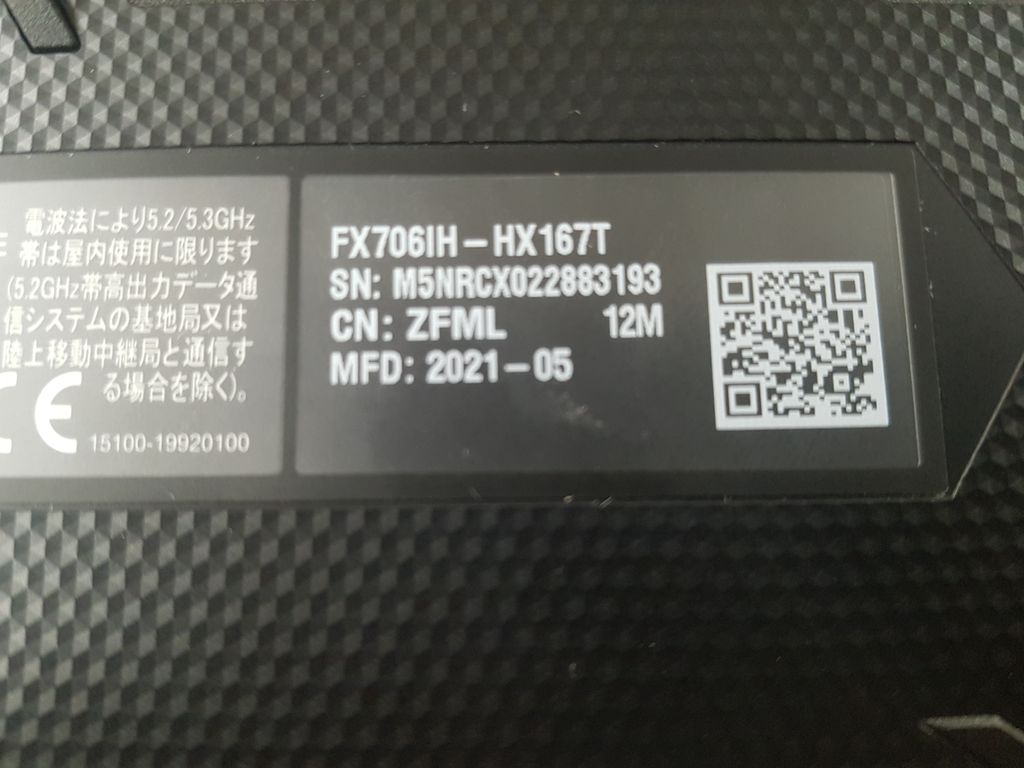 電波法により5.2/5.3GHz
帯は屋内使用に限ります
(5.2GHz帯高出力データ通
信システムの基地局又は
陸上移動中継局と通信す
る場合を除く)。
CE
15100-19920100
FX706IH-HX167T
SN: M5NRCX022883193
CN: ZFML 12M
MFD: 2021-05